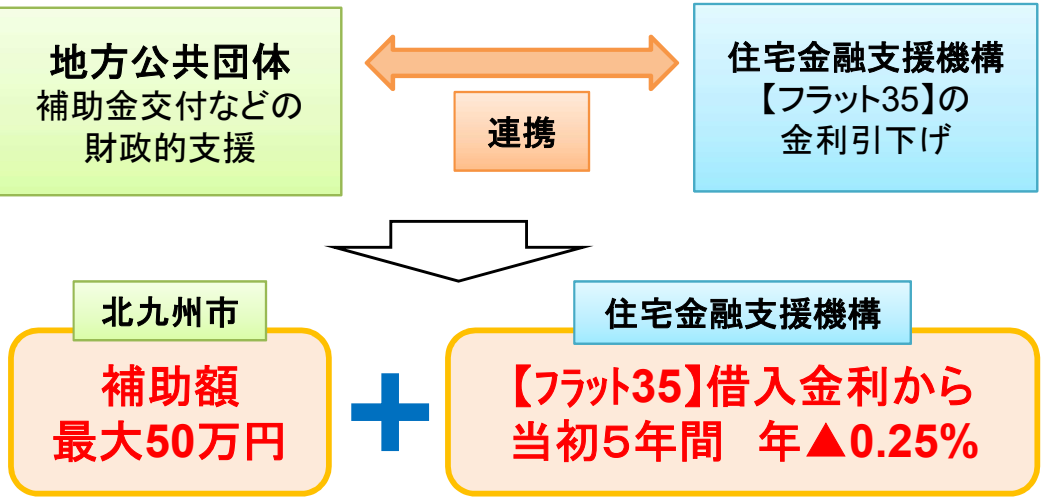 地方公共団体
補助金交付などの
財政的支援
連携
住宅金融支援機構
【フラット35】の
金利引下げ
北九州市
補助額
最大50万円
住宅金融支援機構
【フラット35】借入金利から
当初５年間　年▲0.25%